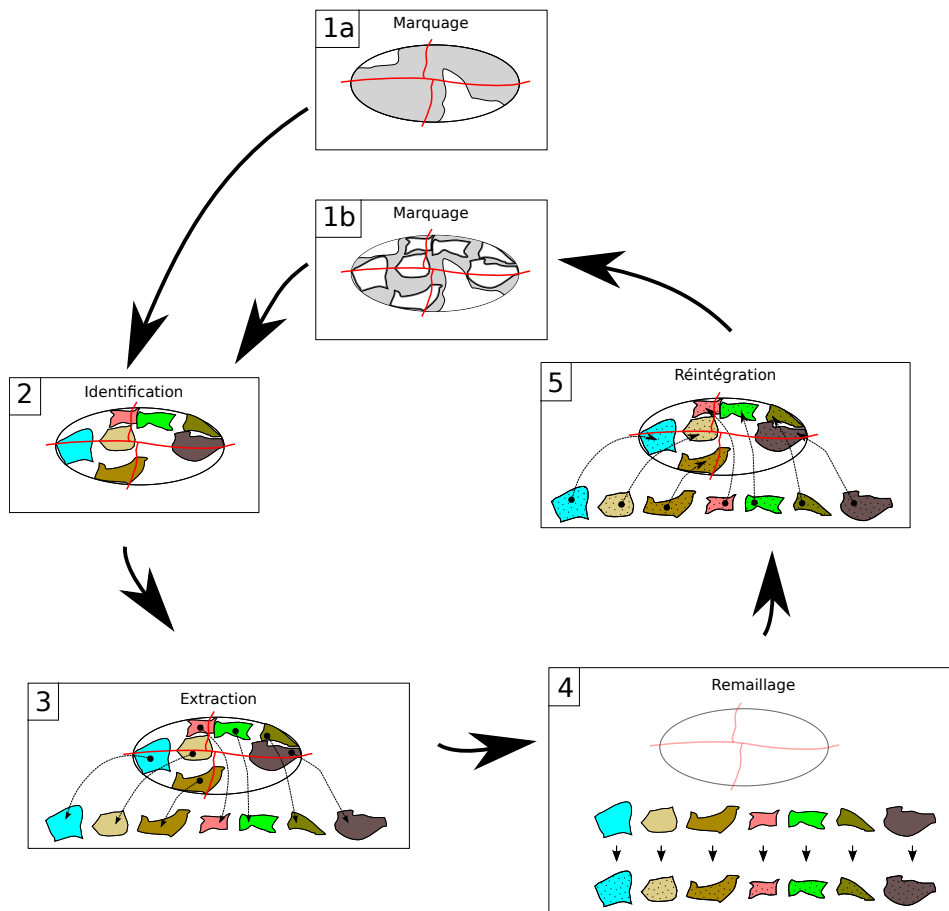 1a
Marquage
1b
Marquage
2
Identification
5
Réintégration
3
Extraction
4
Remaillage